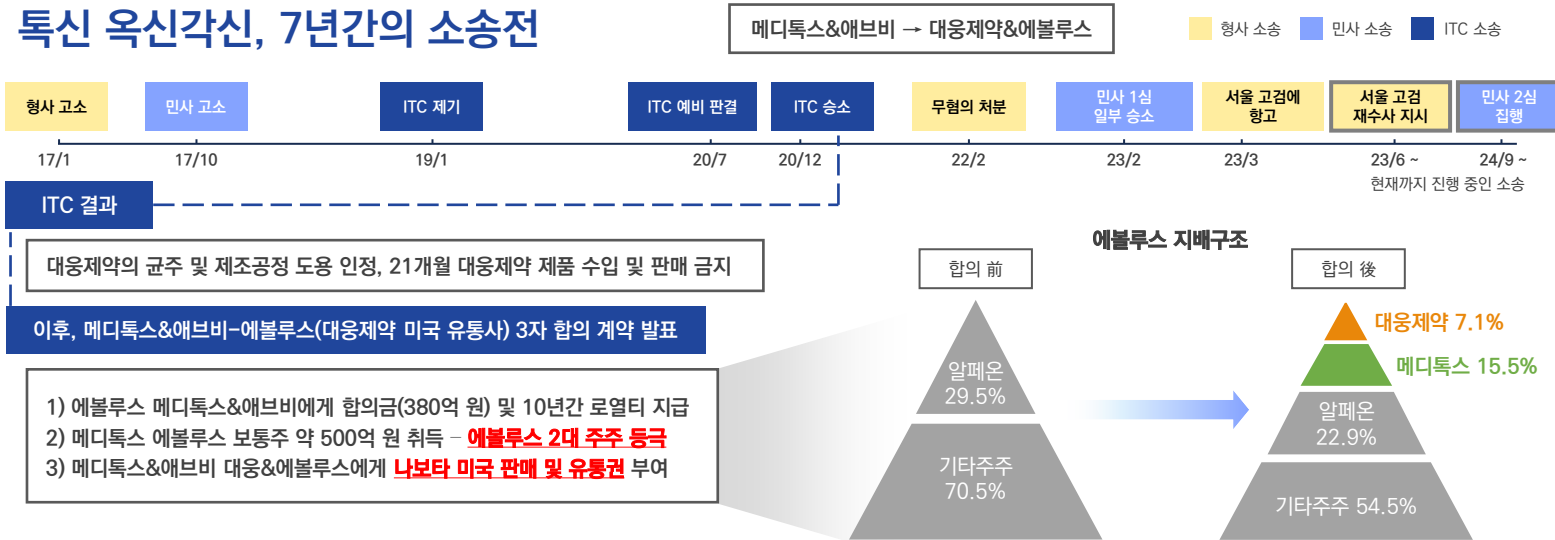 톡신 옥신각신, 7년간의 소송전
메디톡스&애브비 → 대웅제약&에볼루스
형사 소송
민사 소송
ITC 소송
형사 고소
민사 고소
ITC 제기
ITC 예비 판결
ITC 승소
무혐의 처분
민사 1심
일부 승소
서울 고검에
항고
서울 고검
재수사 지시
민사 2심
집행
17/1
17/10
19/1
20/7
20/12
22/2
23/2
23/3
23/6 ~
24/9 ~
현재까지 진행 중인 소송
ITC 결과
대웅제약의 균주 및 제조공정 도용 인정, 21개월 대웅제약 제품 수입 및 판매 금지
이후, 메디톡스&애브비-에볼루스(대웅제약 미국 유통사) 3자 합의 계약 발표
1) 에볼루스 메디톡스&애브비에게 합의금(380억 원) 및 10년간 로열티 지급
2) 메디톡스 에볼루스 보통주 약 500억 원 취득 – 에볼루스 2대 주주 등극
3) 메디톡스&애브비 대웅&에볼루스에게 나보타 미국 판매 및 유통권 부여
에볼루스 지배구조
합의 前
알페온
29.5%
기타주주
70.5%
합의 後
대웅제약 7.1%
메디톡스 15.5%
알페온
22.9%
기타주주 54.5%